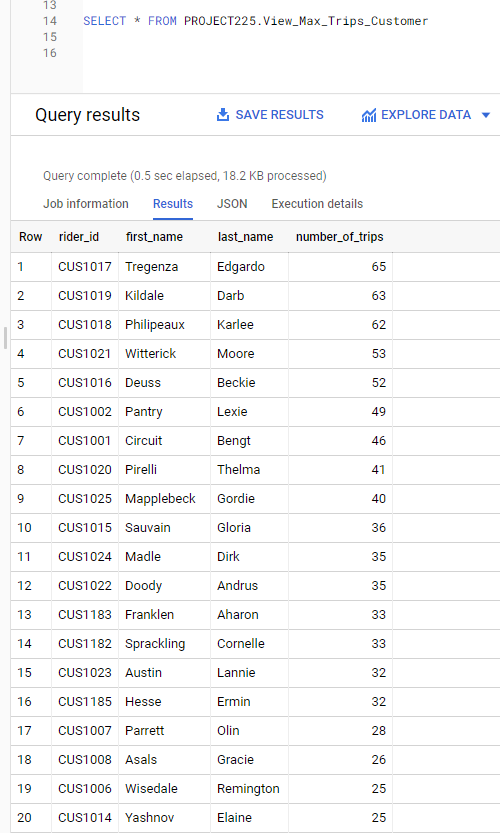 13
14 SELECT * FROM PROJECT225.View_Max_Trips_Customer
15
16
Query results SAVE RESULTS EXPLORE DATA
Query complete (0.5 sec elapsed, 18.2 KB processed)
Job information Results JSON Execution details
Row rider_id first_name last_name number_of_trips
1 CUS1017 Tregenza Edgardo 65
2 CUS1019 Kildale Darb 63
3 CUS1018 Philipeaux Karlee 62
4 CUS1021 Witterick Moore 53
5 CUS1016 Deuss Beckie 52
6 CUS1002 Pantry Lexie 49
7 CUS1001 Circuit Bengt 46
8 CUS1020 Pirelli Thelma 41
9 CUS1025 Mapplebeck Gordie 40
10 CUS1015 Sauvain Gloria 36
11 CUS1024 Madle Dirk 35
12 CUS1022 Doody Andrus 35
13 CUS1183 Franklen Aharon 33
14 CUS1182 Sprackling Cornelle 33
15 CUS1023 Austin Lannie 32
16 CUS1185 Hesse Ermin 32
17 CUS1007 Parrett Olin 28
18 CUS1008 Asals Gracie 26
19 CUS1006 Wisedale Remington 25
20 CUS1014 Yashnov Elaine 25